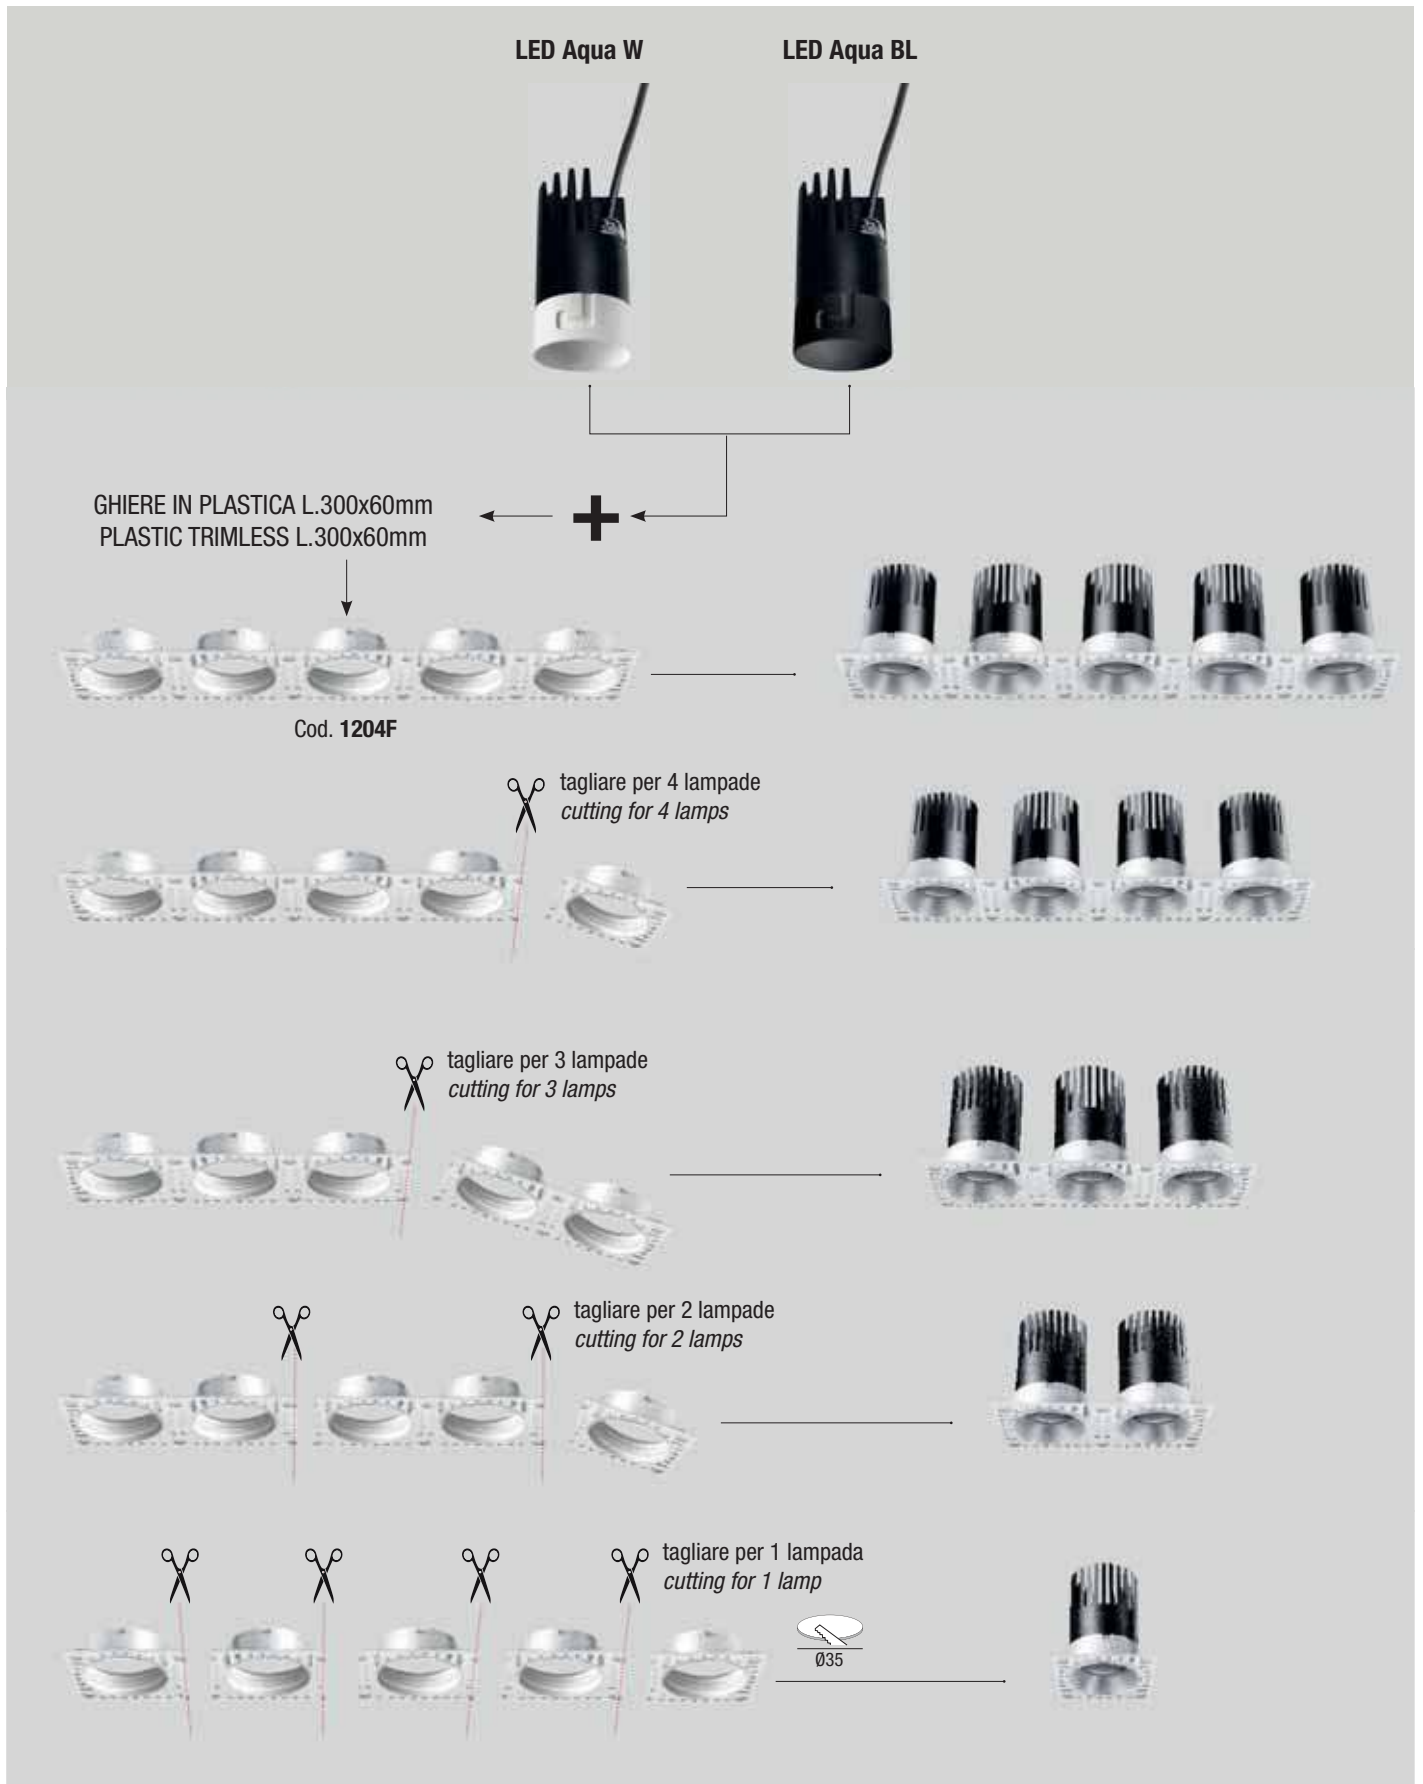 LED Aqua W
LED Aqua BL
GHIERE IN PLASTICA L.300x60mm
PLASTIC TRIMLESS L.300x60mm
Cod. 1204F
tagliare per 4 lampade
cutting for 4 lamps
tagliare per 3 lampade
cutting for 3 lamps
tagliare per 2 lampade
cutting for 2 lamps
tagliare per 1 lampada
cutting for 1 lamp
Ø35